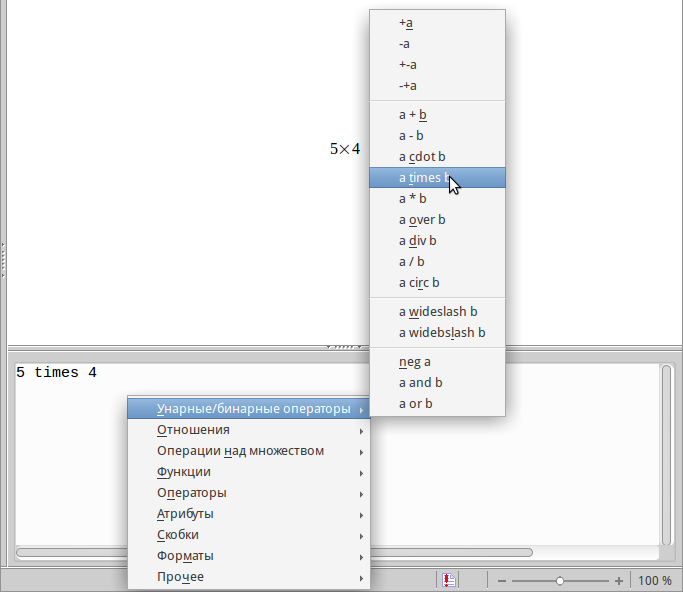 +a
-a
+-a
-+a
a + b
a - b
a cdot b
5×4
a times b
a * b
a over b
a div b
a / b
a circ b
a wideslash b
a widebslash b
neg a
a and b
a or b
5 times 4
Унарные/бинарные операторы
Отношения
Операции над множеством
Функции
Операторы
Атрибуты
Скобки
Форматы
Прочее
100 %